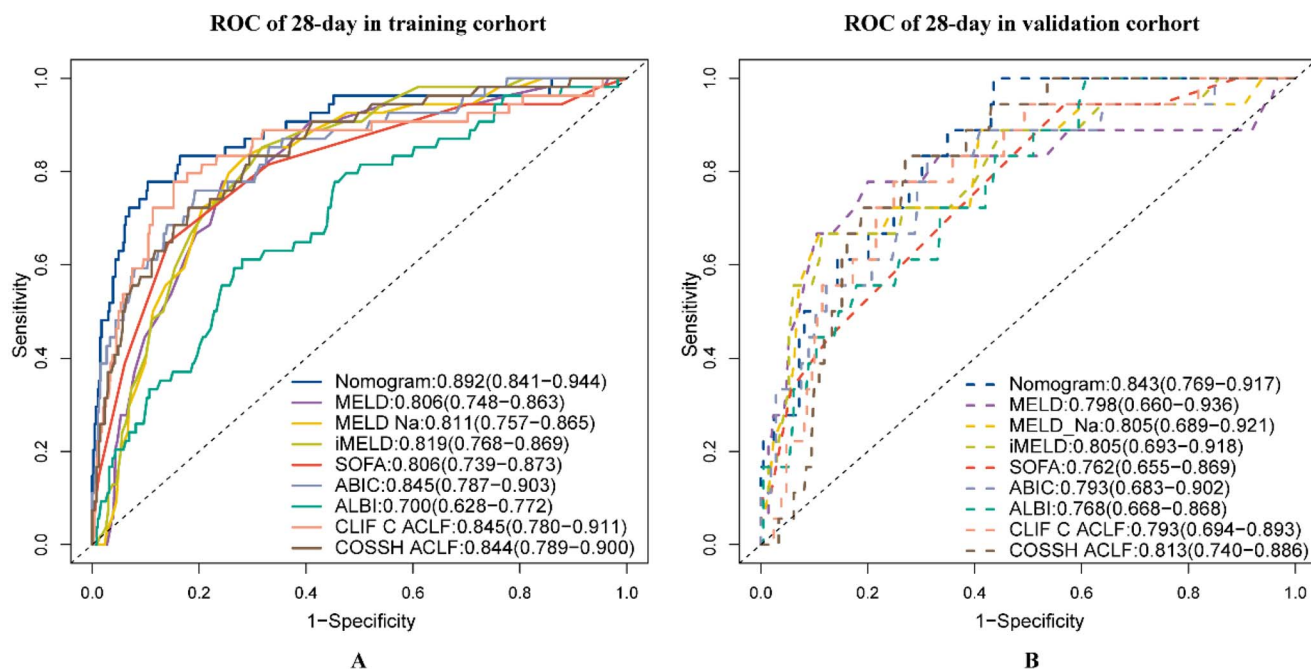 ROC of 28-day in training corhort
1.0
0.8
0.6
0.4
0.2
0.0
Sensitivity
Nomogram:0.892(0.841−0.944)
MELD:0.806(0.748−0.863)
MELD Na:0.811(0.757−0.865)
iMELD:0.819(0.768−0.869)
SOFA:0.806(0.739−0.873)
ABIC:0.845(0.787−0.903)
ALBI:0.700(0.628−0.772)
CLIF C ACLF:0.845(0.780−0.911)
COSSH ACLF:0.844(0.789−0.900)
0.0 0.2 0.4 0.6 0.8 1.0
1−Specificity
A
ROC of 28-day in validation corhort
1.0
0.8
0.6
0.4
0.2
0.0
Sensitivity
Nomogram:0.843(0.769−0.917)
MELD:0.798(0.660−0.936)
MELD_Na:0.805(0.689−0.921)
iMELD:0.805(0.693−0.918)
SOFA:0.762(0.655−0.869)
ABIC:0.793(0.683−0.902)
ALBI:0.768(0.668−0.868)
CLIF C ACLF:0.793(0.694−0.893)
COSSH ACLF:0.813(0.740−0.886)
0.0 0.2 0.4 0.6 0.8 1.0
1−Specificity
B